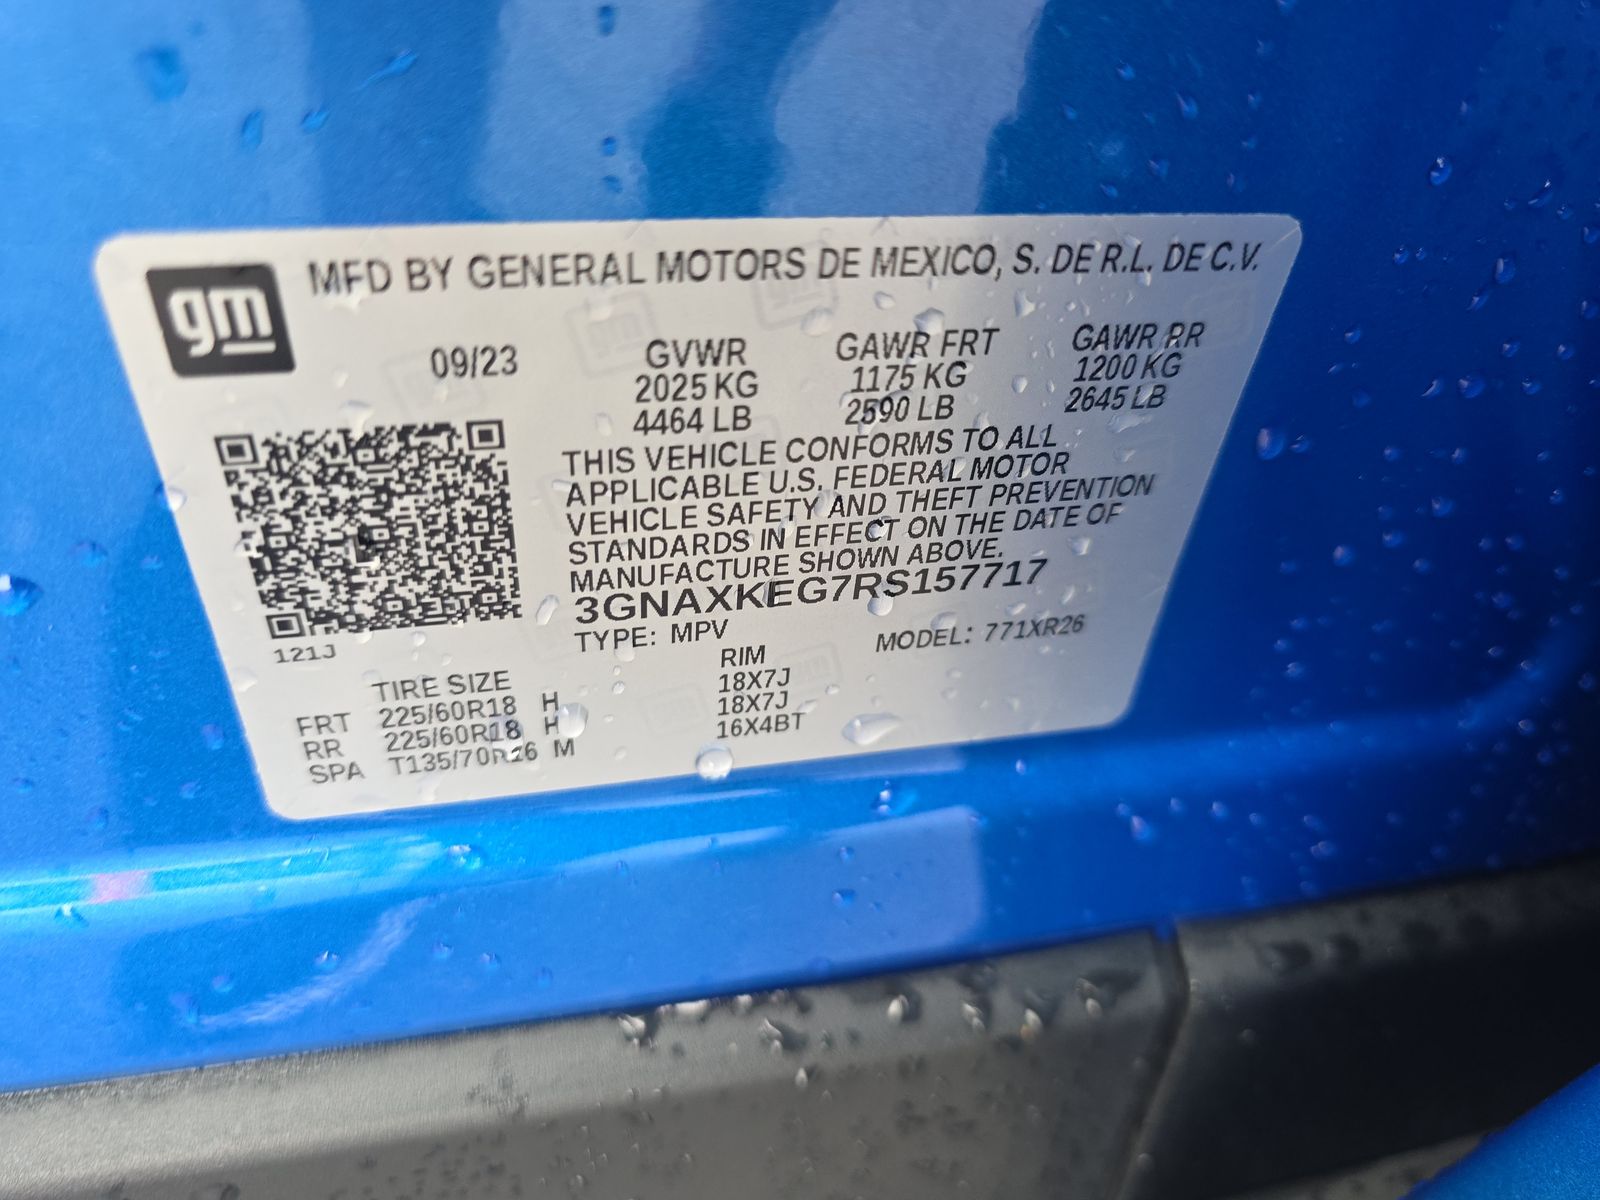 gm
MFD BY GENERAL MOTORS DE MEXICO, S. DE R.L. DE C.V.
09/23 GVWR GAWR FRT GAWR RR
2025 KG 1175 KG 1200 KG
4464 LB 2590 LB 2645 LB
THIS VEHICLE CONFORMS TO ALL
APPLICABLE U.S. FEDERAL MOTOR
VEHICLE SAFETY AND THEFT PREVENTION
STANDARDS IN EFFECT ON THE DATE OF
MANUFACTURE SHOWN ABOVE.
3GNAXKEG7RS157717
121J
TYPE: MPV MODEL: 771XR26
TIRE SIZE RIM
FRT 225/60R18 H 18X7J
RR 225/60R18 H 18X7J
SPA T135/70R16 M 16X4BT